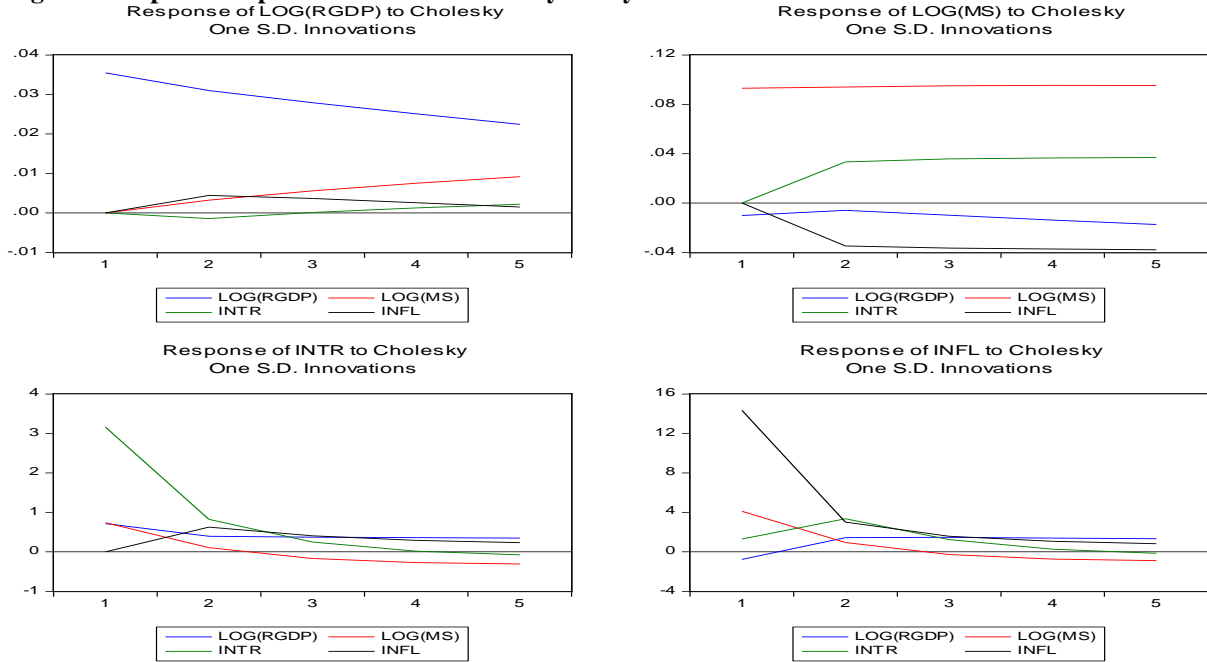 Response of LOG(RGDP) to Cholesky
One S.D. Innovations
.04
.03
.02
.01
.00
-.01
1 2 3 4 5
LOG(RGDP) LOG(MS)
INTR INFL
Response of LOG(MS) to Cholesky
One S.D. Innovations
.12
.08
.04
.00
-.04
1 2 3 4 5
LOG(RGDP) LOG(MS)
INTR INFL
Response of INTR to Cholesky
One S.D. Innovations
4
3
2
1
0
-1
1 2 3 4 5
LOG(RGDP) LOG(MS)
INTR INFL
Response of INFL to Cholesky
One S.D. Innovations
16
12
8
4
0
-4
1 2 3 4 5
LOG(RGDP) LOG(MS)
INTR INFL